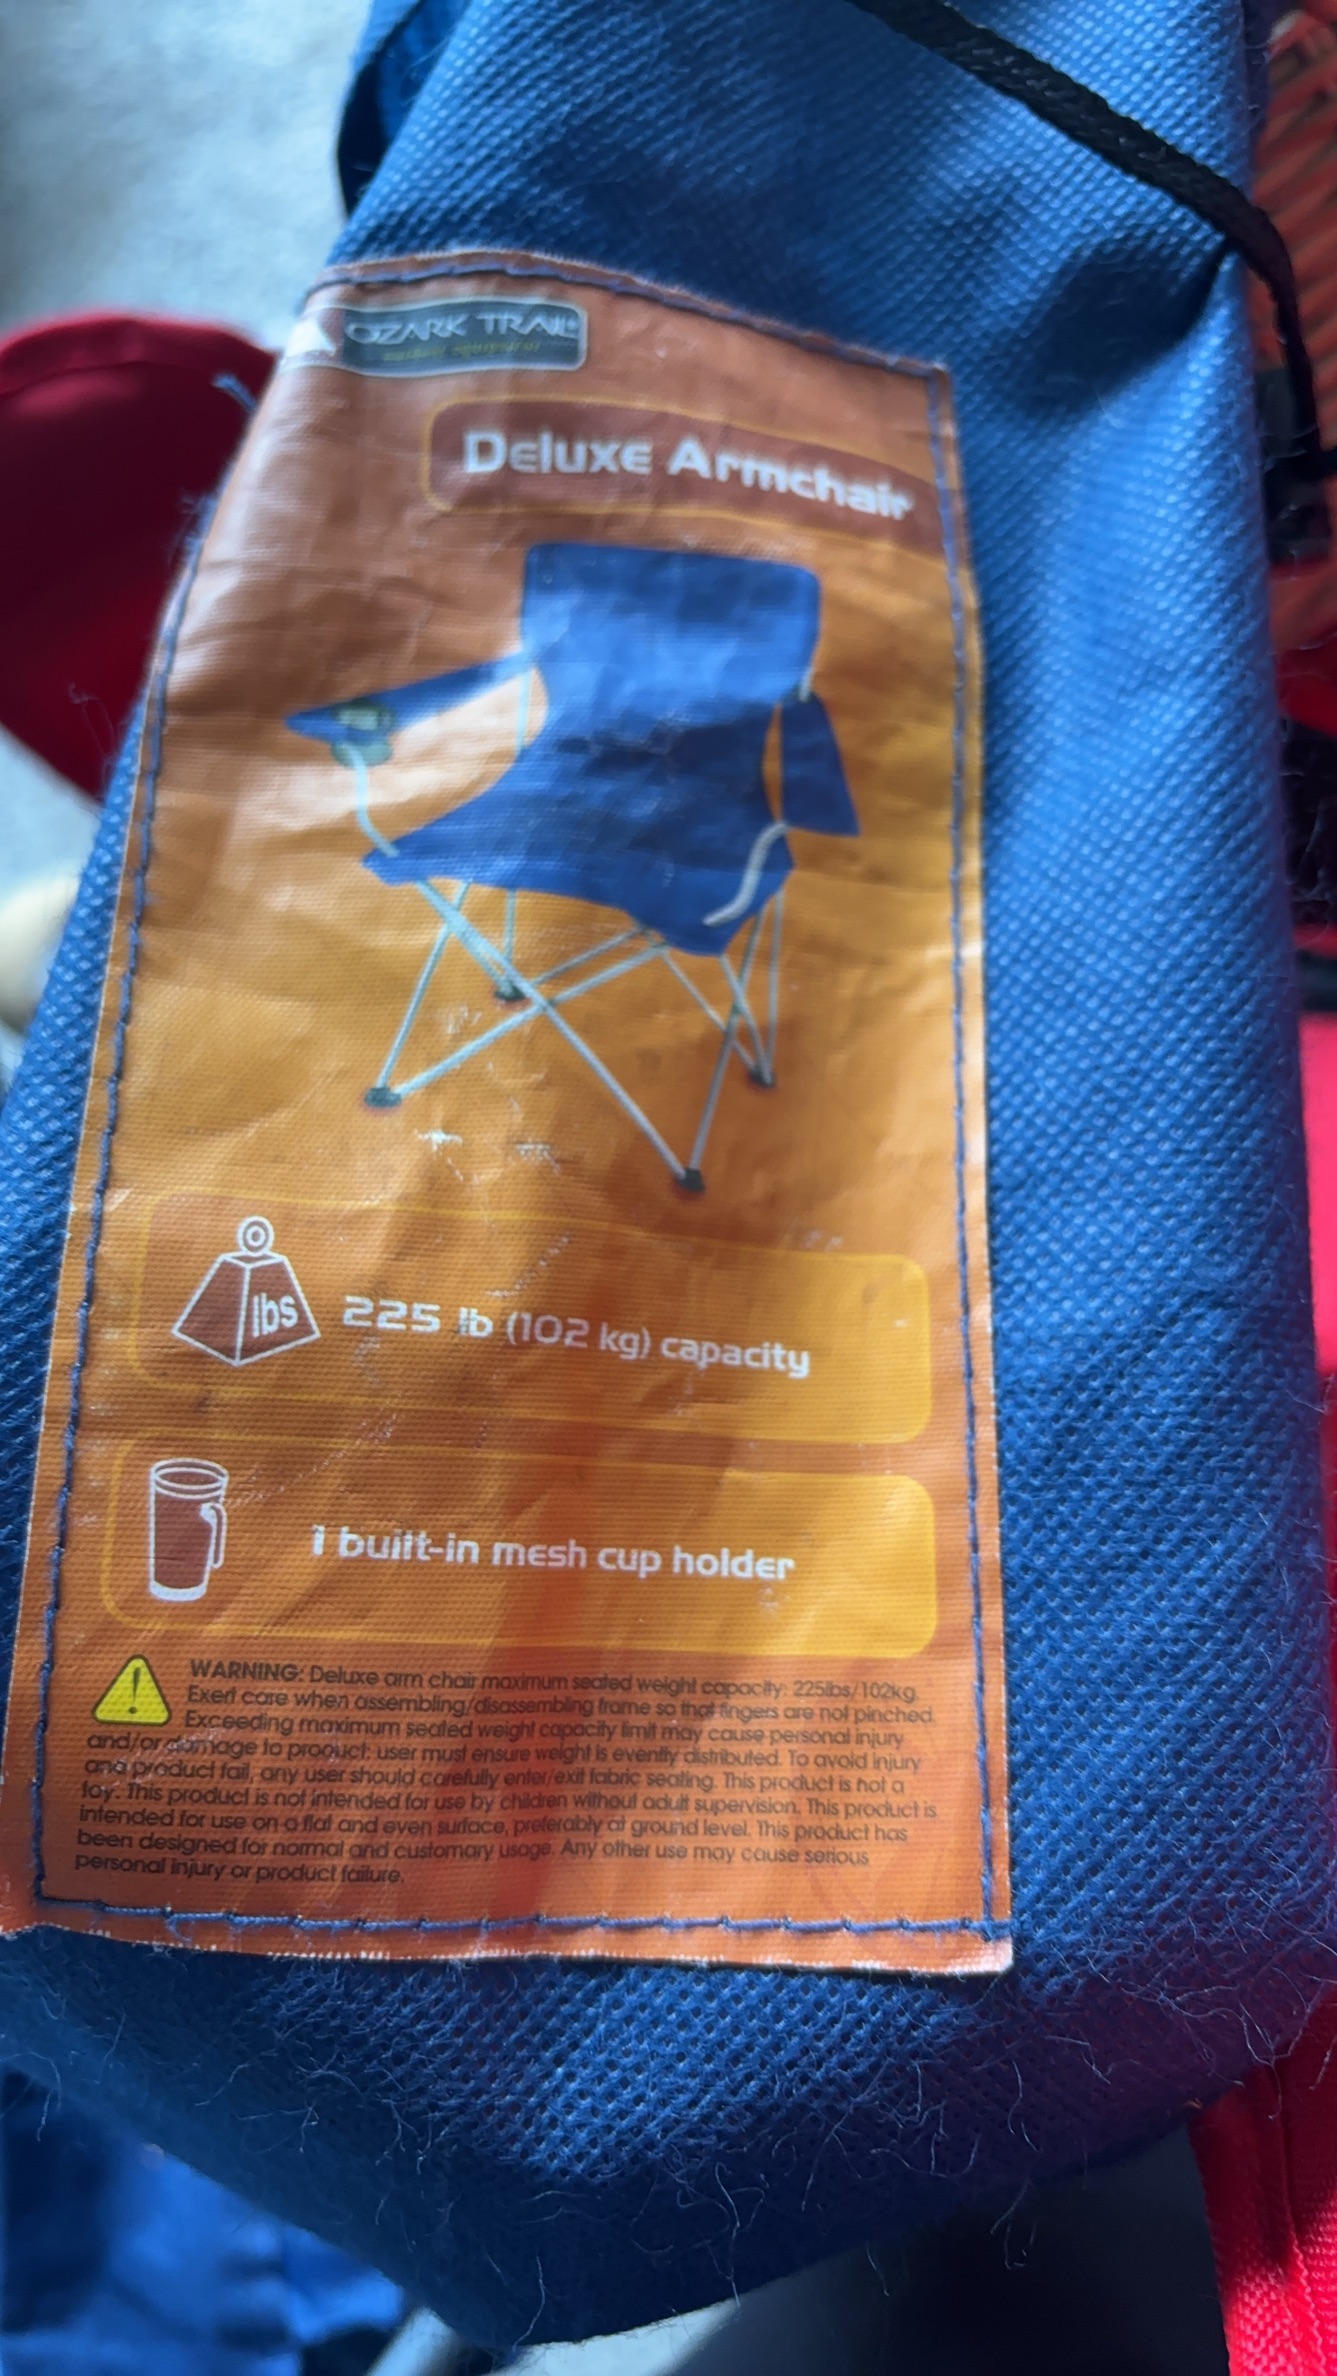 OZARK TRAIL®
Deluxe Armchair
lbs
225 lb (102 kg) capacity
1 built-in mesh cup holder
WARNING: Deluxe arm chair maximum seated weight capacity: 225lbs/102kg.
Exert care when assembling/disassembling frame so that fingers are not pinched.
Exceeding maximum seated weight capacity limit may cause personal injury
and/or damage to product: user must ensure weight is evenly distributed. To avoid injury
and product fail, any user should carefully enter/exit fabric seating. This product is not a
toy. This product is not intended for use by children without adult supervision. This product is
intended for use on a flat and even surface, preferably at ground level. This product has
been designed for normal and customary usage. Any other use may cause serious
personal injury or product failure.